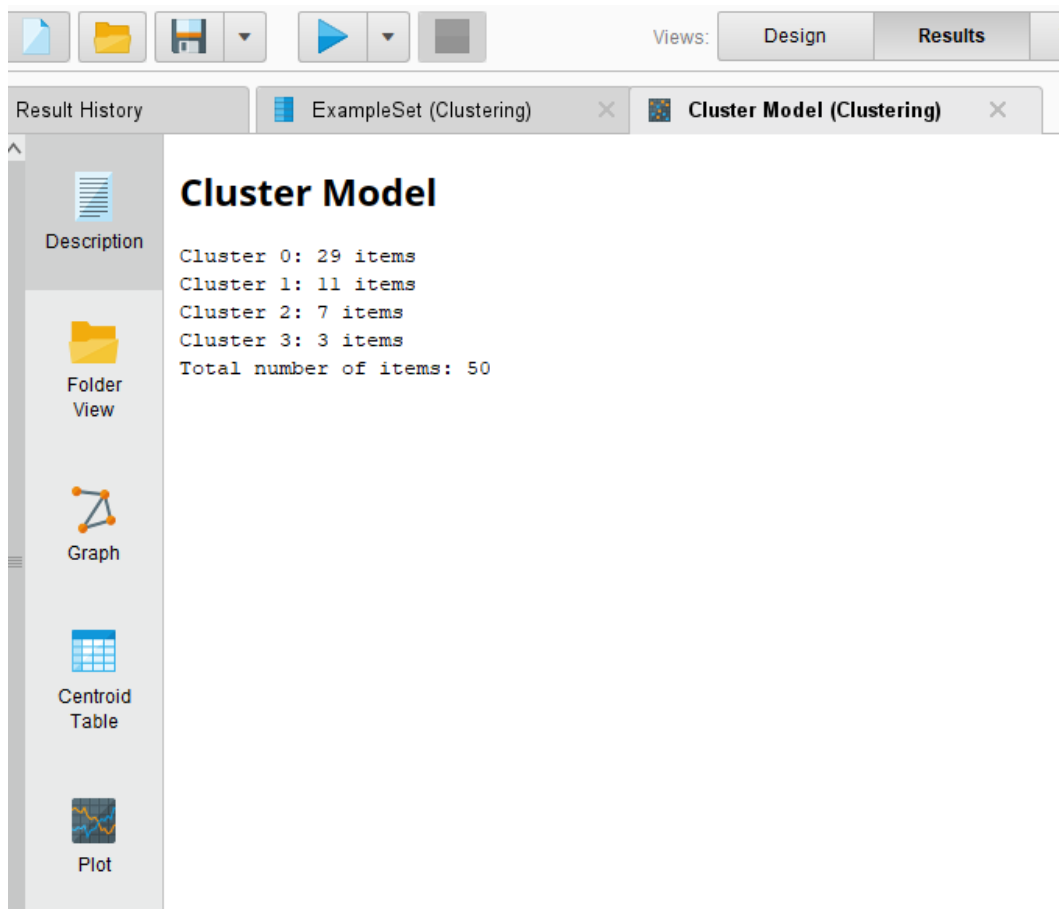 Views:
Design
Results
Result History
ExampleSet (Clustering)
Cluster Model (Clustering)
Description
Folder
View
Graph
Centroid
Table
Plot
Cluster Model
Cluster 0: 29 items
Cluster 1: 11 items
Cluster 2: 7 items
Cluster 3: 3 items
Total number of items: 50